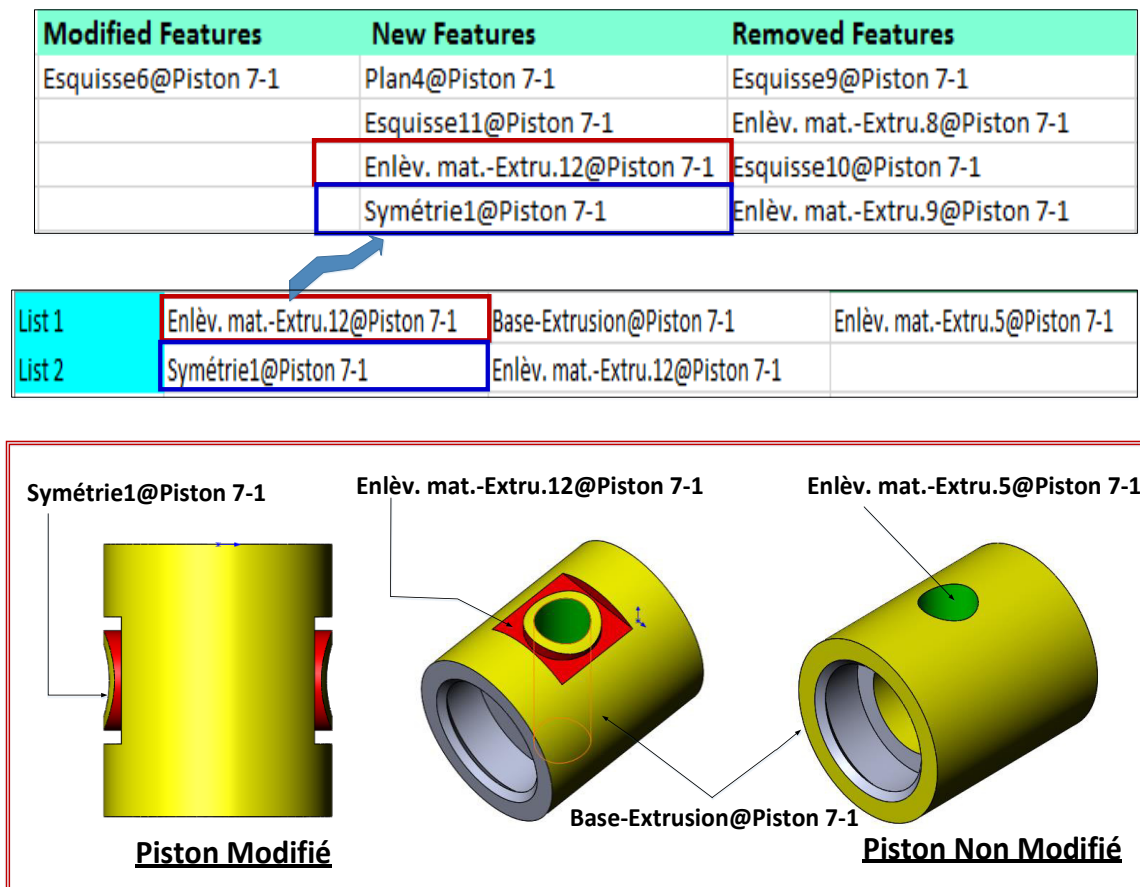 Modified Features New Features Removed Features
Esquisse6@Piston 7-1 Plan4@Piston 7-1 Esquisse9@Piston 7-1
Esquisse11@Piston 7-1 Enlèv. mat.-Extru.8@Piston 7-1
Enlèv. mat.-Extru.12@Piston 7-1 Esquisse10@Piston 7-1
Symétrie1@Piston 7-1 Enlèv. mat.-Extru.9@Piston 7-1
List 1 Enlèv. mat.-Extru.12@Piston 7-1 Base-Extrusion@Piston 7-1 Enlèv. mat.-Extru.5@Piston 7-1
List 2 Symétrie1@Piston 7-1 Enlèv. mat.-Extru.12@Piston 7-1
Symétrie1@Piston 7-1 Enlèv. mat.-Extru.12@Piston 7-1 Enlèv. mat.-Extru.5@Piston 7-1
Base-Extrusion@Piston 7-1
Piston Modifié Piston Non Modifié